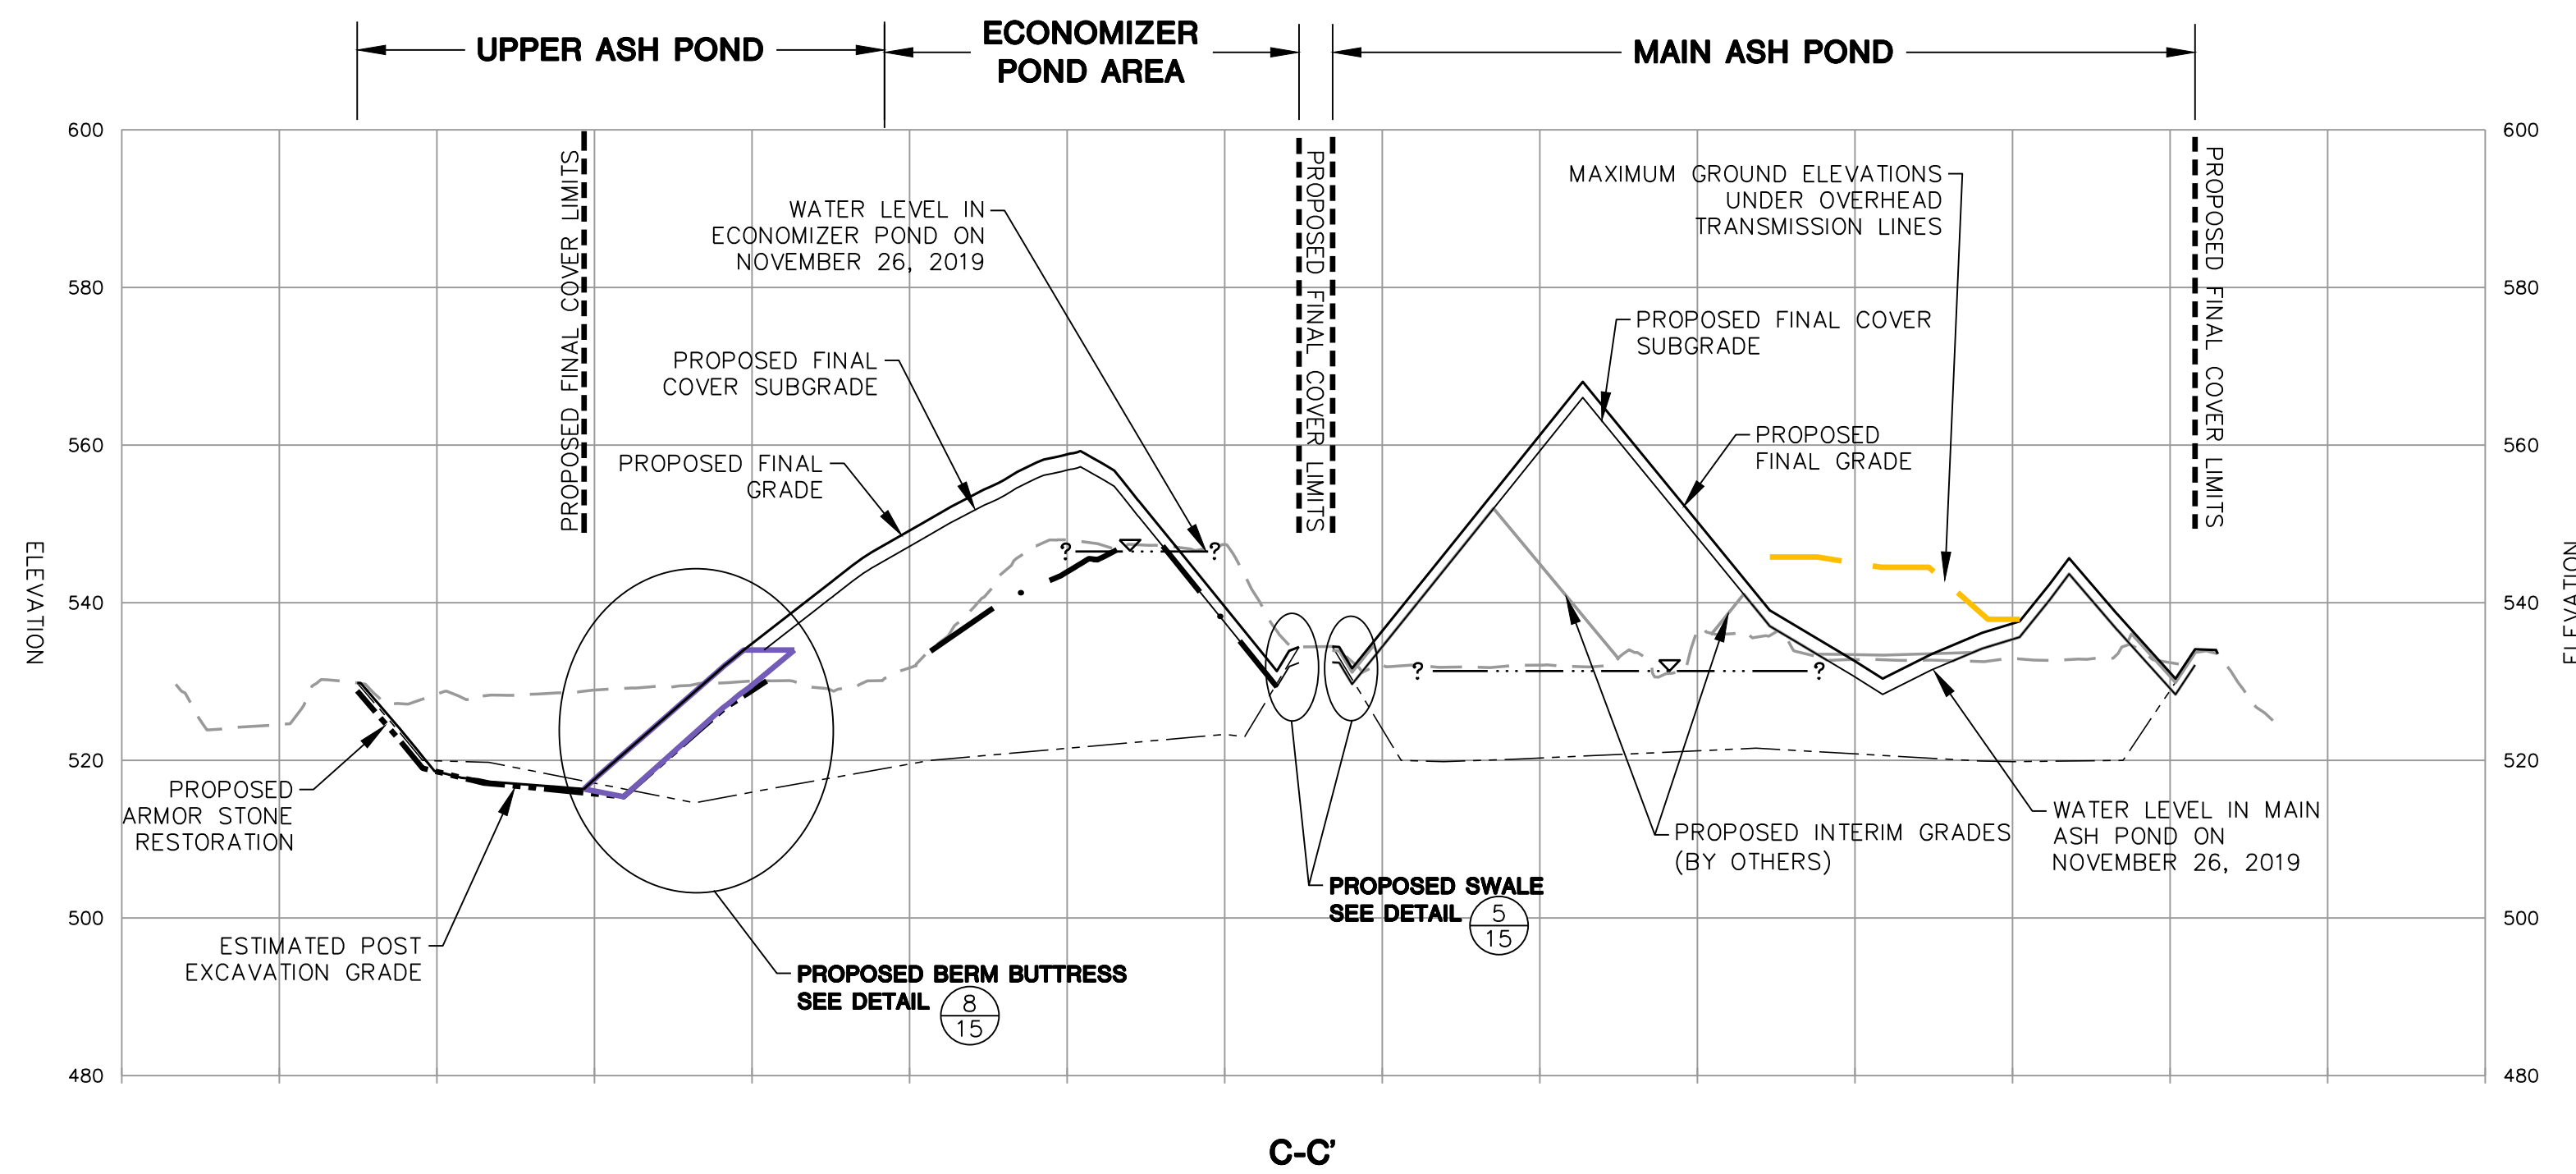 UPPER ASH POND
ECONOMIZER
POND AREA
MAIN ASH POND
600
600
580
580
560
560
540
540
520
520
500
500
480
480
ELEVATION
ELEVATION
PROPOSED FINAL COVER LIMITS
PROPOSED FINAL COVER LIMITS
PROPOSED FINAL COVER LIMITS
WATER LEVEL IN
ECONOMIZER POND ON
NOVEMBER 26, 2019
MAXIMUM GROUND ELEVATIONS
UNDER OVERHEAD
TRANSMISSION LINES
PROPOSED FINAL
COVER SUBGRADE
PROPOSED FINAL COVER
SUBGRADE
PROPOSED FINAL
GRADE
PROPOSED
FINAL GRADE
?
?
?
?
PROPOSED
ARMOR STONE
RESTORATION
ESTIMATED POST
EXCAVATION GRADE
PROPOSED BERM BUTTRESS
SEE DETAIL
8
15
PROPOSED SWALE
SEE DETAIL
5
15
PROPOSED INTERIM GRADES
(BY OTHERS)
WATER LEVEL IN MAIN
ASH POND ON
NOVEMBER 26, 2019
C-C'